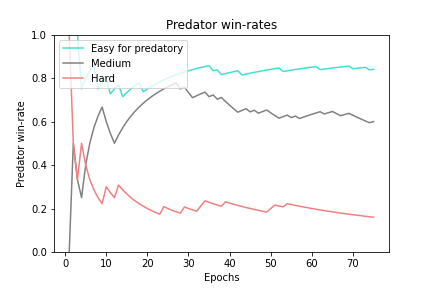 Predator win-rates
Easy for predatory
Medium
Hard
Predator win-rate
1.0
0.8
0.6
0.4
0.2
0.0
0 10 20 30 40 50 60 70
Epochs